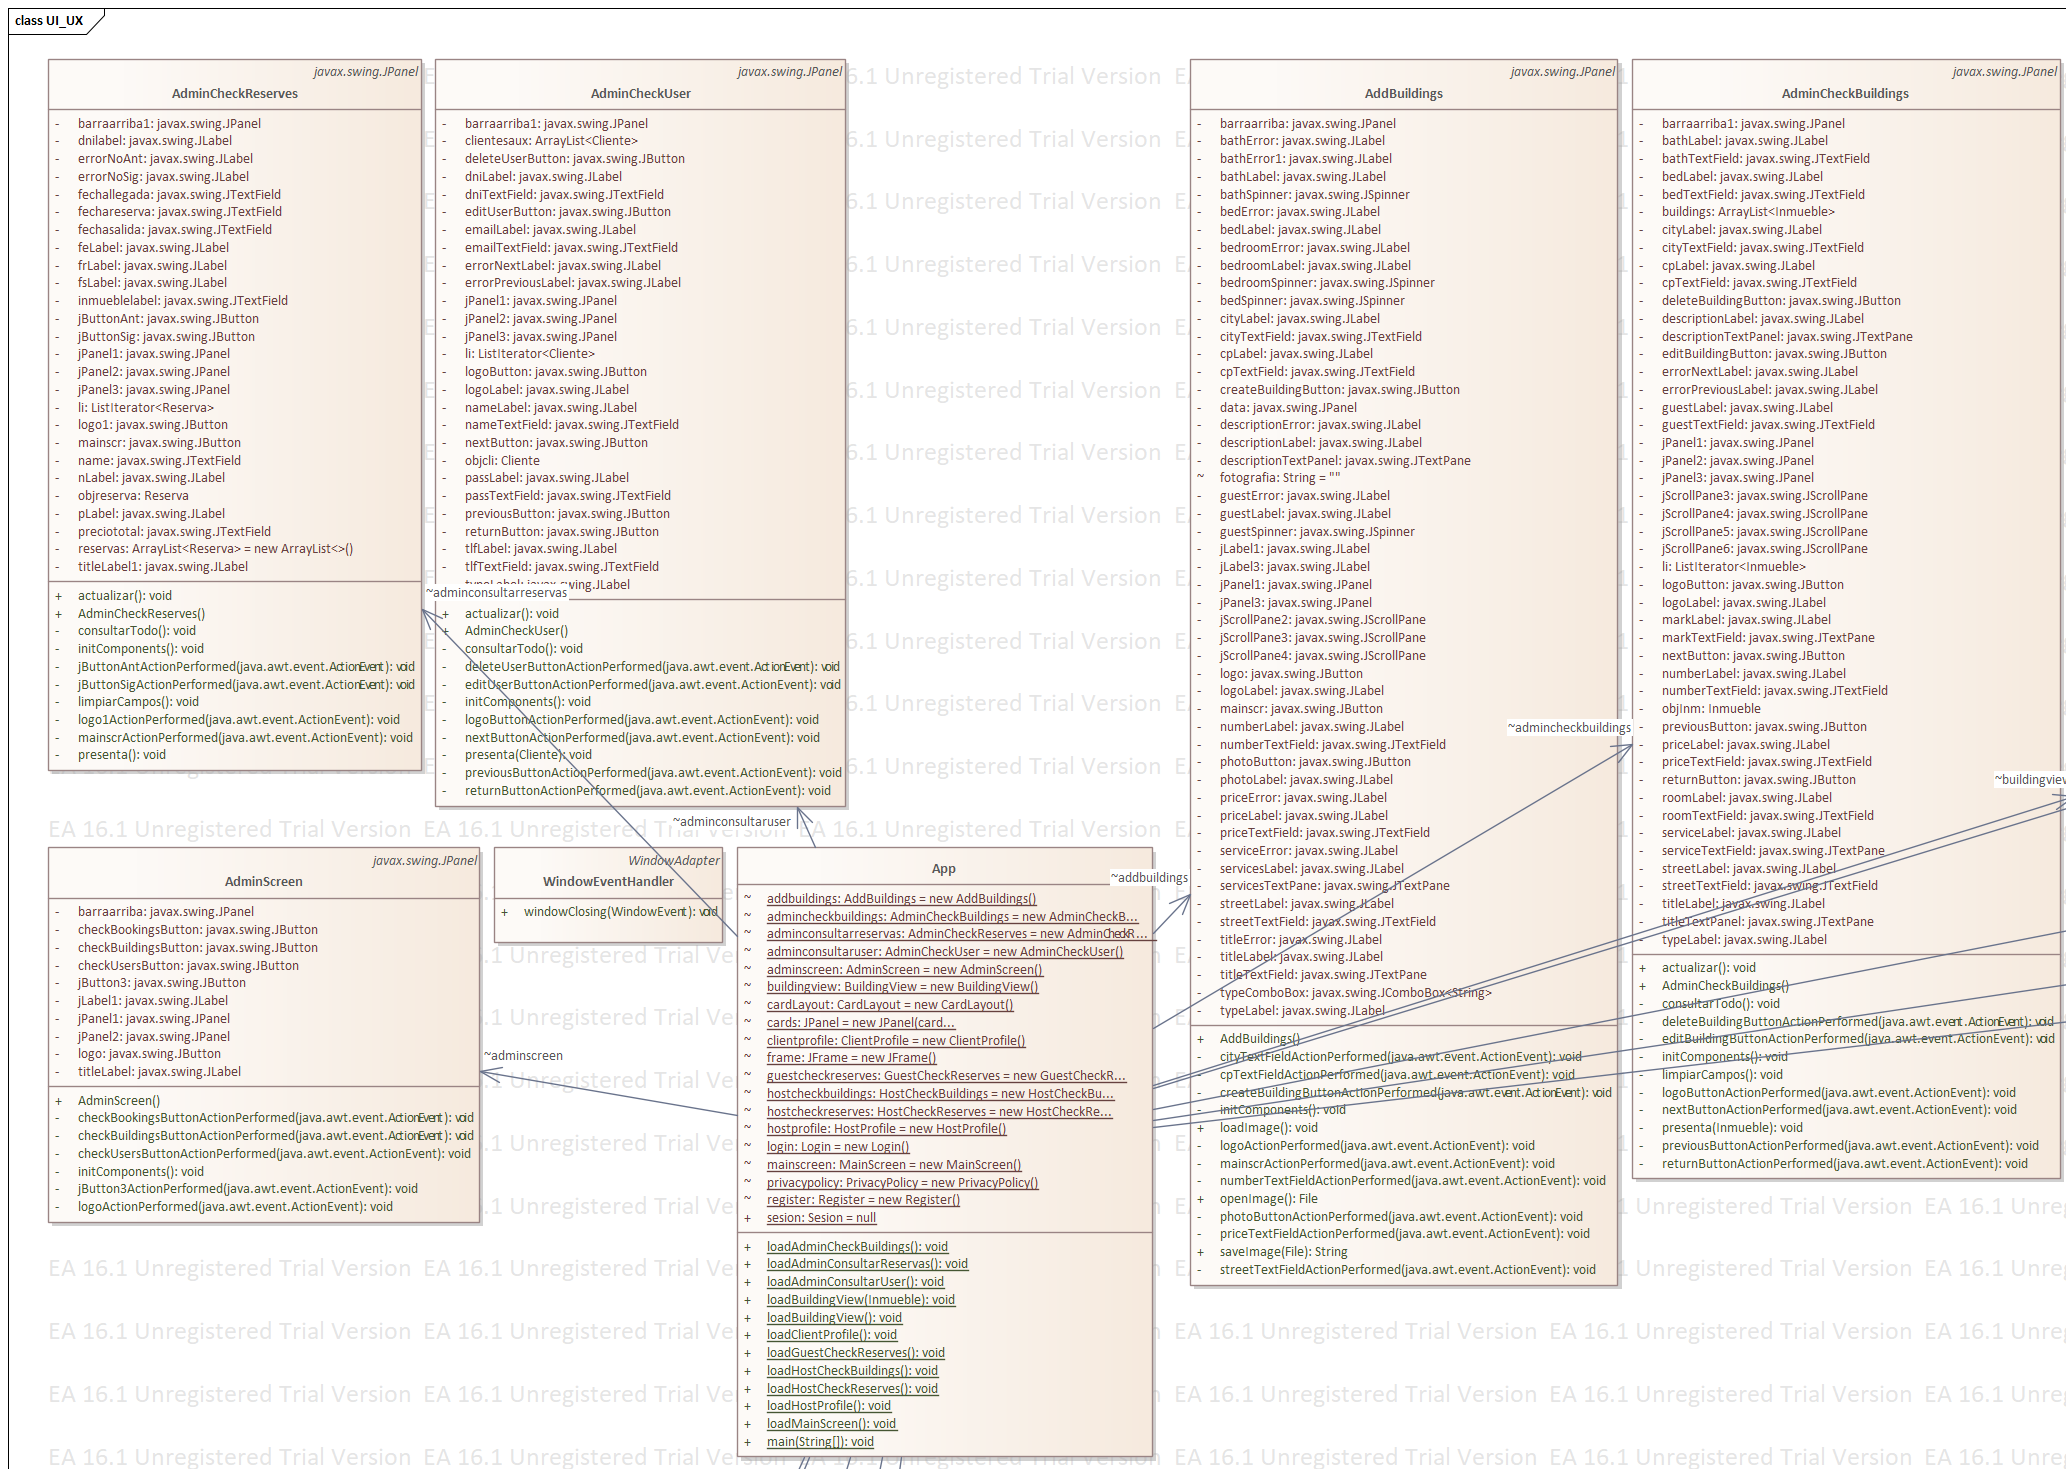 class UI_UX
javax.swing.JPanel
AdminCheckReserves
- barraarriba1: javax.swing.JPanel
- dnilabel: javax.swing.JLabel
- errorNoAnt: javax.swing.JLabel
- errorNoSig: javax.swing.JLabel
- fechallegada: javax.swing.JTextField
- fechareserva: javax.swing.JTextField
- fechasalida: javax.swing.JTextField
- feLabel: javax.swing.JLabel
- frLabel: javax.swing.JLabel
- fsLabel: javax.swing.JLabel
- inmueblelabel: javax.swing.JTextField
- jButtonAnt: javax.swing.JButton
- jButtonSig: javax.swing.JButton
- jPanel1: javax.swing.JPanel
- jPanel2: javax.swing.JPanel
- jPanel3: javax.swing.JPanel
- li: ListIterator<Reserva>
- logo1: javax.swing.JButton
- mainscr: javax.swing.JButton
- name: javax.swing.JTextField
- nLabel: javax.swing.JLabel
- objreserva: Reserva
- pLabel: javax.swing.JLabel
- preciototal: javax.swing.JTextField
- reservas: ArrayList<Reserva> = new ArrayList<>()
- titleLabel1: javax.swing.JLabel
+ actualizar(): void
+ AdminCheckReserves()
- consultarTodo(): void
- initComponents(): void
- jButtonAntActionPerformed(java.awt.event.ActionEvent): void
- jButtonSigActionPerformed(java.awt.event.ActionEvent): void
- limpiarCampos(): void
- logo1ActionPerformed(java.awt.event.ActionEvent): void
- mainscrActionPerformed(java.awt.event.ActionEvent): void
- presenta(): void
javax.swing.JPanel
AdminCheckUser
- barraarriba1: javax.swing.JPanel
- clientesaux: ArrayList<Cliente>
- deleteUserButton: javax.swing.JButton
- dniLabel: javax.swing.JLabel
- dniTextField: javax.swing.JTextField
- editUserButton: javax.swing.JButton
- emailLabel: javax.swing.JLabel
- emailTextField: javax.swing.JTextField
- errorNextLabel: javax.swing.JLabel
- errorPreviousLabel: javax.swing.JLabel
- jPanel1: javax.swing.JPanel
- jPanel2: javax.swing.JPanel
- jPanel3: javax.swing.JPanel
- li: ListIterator<Cliente>
- logoButton: javax.swing.JButton
- logoLabel: javax.swing.JLabel
- nameLabel: javax.swing.JLabel
- nameTextField: javax.swing.JTextField
- nextButton: javax.swing.JButton
- objcli: Cliente
- passLabel: javax.swing.JLabel
- passTextField: javax.swing.JTextField
- previousButton: javax.swing.JButton
- returnButton: javax.swing.JButton
- tlfLabel: javax.swing.JLabel
- tlfTextField: javax.swing.JTextField
- typeLabel: javax.swing.JLabel
~adminconsultarreservas
+ actualizar(): void
+ AdminCheckUser()
- consultarTodo(): void
- deleteUserButtonActionPerformed(java.awt.event.ActionEvent): void
- editUserButtonActionPerformed(java.awt.event.ActionEvent): void
- initComponents(): void
- logoButtonActionPerformed(java.awt.event.ActionEvent): void
- nextButtonActionPerformed(java.awt.event.ActionEvent): void
- presenta(Cliente): void
- previousButtonActionPerformed(java.awt.event.ActionEvent): void
- returnButtonActionPerformed(java.awt.event.ActionEvent): void
~adminconsultaruser
javax.swing.JPanel
AddBuildings
- barraarriba: javax.swing.JPanel
- bathError: javax.swing.JLabel
- bathError1: javax.swing.JLabel
- bathLabel: javax.swing.JLabel
- bathSpinner: javax.swing.JSpinner
- bedError: javax.swing.JLabel
- bedLabel: javax.swing.JLabel
- bedroomError: javax.swing.JLabel
- bedroomLabel: javax.swing.JLabel
- bedroomSpinner: javax.swing.JSpinner
- bedSpinner: javax.swing.JSpinner
- cityLabel: javax.swing.JLabel
- cityTextField: javax.swing.JTextField
- cpLabel: javax.swing.JLabel
- cpTextField: javax.swing.JTextField
- createBuildingButton: javax.swing.JButton
- data: javax.swing.JPanel
- descriptionError: javax.swing.JLabel
- descriptionLabel: javax.swing.JLabel
- descriptionTextPanel: javax.swing.JTextPane
~ fotografia: String = ""
- guestError: javax.swing.JLabel
- guestLabel: javax.swing.JLabel
- guestSpinner: javax.swing.JSpinner
- jLabel1: javax.swing.JLabel
- jLabel3: javax.swing.JLabel
- jPanel1: javax.swing.JPanel
- jPanel3: javax.swing.JPanel
- jScrollPane2: javax.swing.JScrollPane
- jScrollPane3: javax.swing.JScrollPane
- jScrollPane4: javax.swing.JScrollPane
- logo: javax.swing.JButton
- logoLabel: javax.swing.JLabel
- mainscr: javax.swing.JButton
- numberLabel: javax.swing.JLabel
- numberTextField: javax.swing.JTextField
- photoButton: javax.swing.JButton
- photoLabel: javax.swing.JLabel
- priceError: javax.swing.JLabel
- priceLabel: javax.swing.JLabel
- priceTextField: javax.swing.JTextField
- serviceError: javax.swing.JLabel
- servicesLabel: javax.swing.JLabel
- servicesTextPane: javax.swing.JTextPane
- streetLabel: javax.swing.JLabel
- streetTextField: javax.swing.JTextField
- titleError: javax.swing.JLabel
- titleLabel: javax.swing.JLabel
- titleTextField: javax.swing.JTextPane
- typeComboBox: javax.swing.JComboBox<String>
- typeLabel: javax.swing.JLabel
+ AddBuildings()
- cityTextFieldActionPerformed(java.awt.event.ActionEvent): void
- cpTextFieldActionPerformed(java.awt.event.ActionEvent): void
- createBuildingButtonActionPerformed(java.awt.event.ActionEvent): void
- initComponents(): void
+ loadImage(): void
- logoActionPerformed(java.awt.event.ActionEvent): void
- mainscrActionPerformed(java.awt.event.ActionEvent): void
- numberTextFieldActionPerformed(java.awt.event.ActionEvent): void
+ openImage(): File
- photoButtonActionPerformed(java.awt.event.ActionEvent): void
- priceTextFieldActionPerformed(java.awt.event.ActionEvent): void
+ saveImage(File): String
- streetTextFieldActionPerformed(java.awt.event.ActionEvent): void
~admincheckbuildings
javax.swing.JPanel
AdminCheckBuildings
- barraarriba1: javax.swing.JPanel
- bathLabel: javax.swing.JLabel
- bathTextField: javax.swing.JTextField
- bedLabel: javax.swing.JLabel
- bedTextField: javax.swing.JTextField
- buildings: ArrayList<Inmueble>
- cityLabel: javax.swing.JLabel
- cityTextField: javax.swing.JTextField
- cpLabel: javax.swing.JLabel
- cpTextField: javax.swing.JTextField
- deleteBuildingButton: javax.swing.JButton
- descriptionLabel: javax.swing.JLabel
- descriptionTextPanel: javax.swing.JTextPane
- editBuildingButton: javax.swing.JButton
- errorNextLabel: javax.swing.JLabel
- errorPreviousLabel: javax.swing.JLabel
- guestLabel: javax.swing.JLabel
- guestTextField: javax.swing.JTextField
- jPanel1: javax.swing.JPanel
- jPanel2: javax.swing.JPanel
- jPanel3: javax.swing.JPanel
- jScrollPane3: javax.swing.JScrollPane
- jScrollPane4: javax.swing.JScrollPane
- jScrollPane5: javax.swing.JScrollPane
- jScrollPane6: javax.swing.JScrollPane
- li: ListIterator<Inmueble>
- logoButton: javax.swing.JButton
- logoLabel: javax.swing.JLabel
- markLabel: javax.swing.JLabel
- markTextField: javax.swing.JTextPane
- nextButton: javax.swing.JButton
- numberLabel: javax.swing.JLabel
- numberTextField: javax.swing.JTextField
- objInm: Inmueble
- previousButton: javax.swing.JButton
- priceLabel: javax.swing.JLabel
- priceTextField: javax.swing.JTextField
- returnButton: javax.swing.JButton
- roomLabel: javax.swing.JLabel
- roomTextField: javax.swing.JTextField
- serviceLabel: javax.swing.JLabel
- serviceTextField: javax.swing.JTextPane
- streetLabel: javax.swing.JLabel
- streetTextField: javax.swing.JTextField
- titleLabel: javax.swing.JLabel
- titleTextPanel: javax.swing.JTextPane
- typeLabel: javax.swing.JLabel
+ actualizar(): void
+ AdminCheckBuildings()
- consultarTodo(): void
- deleteBuildingButtonActionPerformed(java.awt.event.ActionEvent): void
- editBuildingButtonActionPerformed(java.awt.event.ActionEvent): void
- initComponents(): void
- limpiarCampos(): void
- logoButtonActionPerformed(java.awt.event.ActionEvent): void
- nextButtonActionPerformed(java.awt.event.ActionEvent): void
- presenta(Inmueble): void
- previousButtonActionPerformed(java.awt.event.ActionEvent): void
- returnButtonActionPerformed(java.awt.event.ActionEvent): void
~buildingview
javax.swing.JPanel
AdminScreen
- barraarriba: javax.swing.JPanel
- checkBookingsButton: javax.swing.JButton
- checkBuildingsButton: javax.swing.JButton
- checkUsersButton: javax.swing.JButton
- jButton3: javax.swing.JButton
- jLabel1: javax.swing.JLabel
- jPanel1: javax.swing.JPanel
- jPanel2: javax.swing.JPanel
- logo: javax.swing.JButton
- titleLabel: javax.swing.JLabel
+ AdminScreen()
- checkBookingsButtonActionPerformed(java.awt.event.ActionEvent): void
- checkBuildingsButtonActionPerformed(java.awt.event.ActionEvent): void
- checkUsersButtonActionPerformed(java.awt.event.ActionEvent): void
- initComponents(): void
- jButton3ActionPerformed(java.awt.event.ActionEvent): void
- logoActionPerformed(java.awt.event.ActionEvent): void
~adminscreen
WindowAdapter
WindowEventHandler
+ windowClosing(WindowEvent): void
App
~addbuildings
~ addbuildings: AddBuildings = new AddBuildings()
~ admincheckbuildings: AdminCheckBuildings = new AdminCheckB...
~ adminconsultarreservas: AdminCheckReserves = new AdminCheckR...
~ adminconsultaruser: AdminCheckUser = new AdminCheckUser()
~ adminscreen: AdminScreen = new AdminScreen()
~ buildingview: BuildingView = new BuildingView()
~ cardLayout: CardLayout = new CardLayout()
~ cards: JPanel = new JPanel(card...
~ clientprofile: ClientProfile = new ClientProfile()
~ frame: JFrame = new JFrame()
~ guestcheckreserves: GuestCheckReserves = new GuestCheckR...
~ hostcheckbuildings: HostCheckBuildings = new HostCheckBu...
~ hostcheckreserves: HostCheckReserves = new HostCheckRe...
~ hostprofile: HostProfile = new HostProfile()
~ login: Login = new Login()
~ mainscreen: MainScreen = new MainScreen()
~ privacypolicy: PrivacyPolicy = new PrivacyPolicy()
~ register: Register = new Register()
+ sesion: Sesion = null
+ loadAdminCheckBuildings(): void
+ loadAdminConsultarReservas(): void
+ loadAdminConsultarUser(): void
+ loadBuildingView(Inmueble): void
+ loadBuildingView(): void
+ loadClientProfile(): void
+ loadGuestCheckReserves(): void
+ loadHostCheckBuildings(): void
+ loadHostCheckReserves(): void
+ loadHostProfile(): void
+ loadMainScreen(): void
+ main(String[]): void
EA 16.1 Unregistered Trial Version